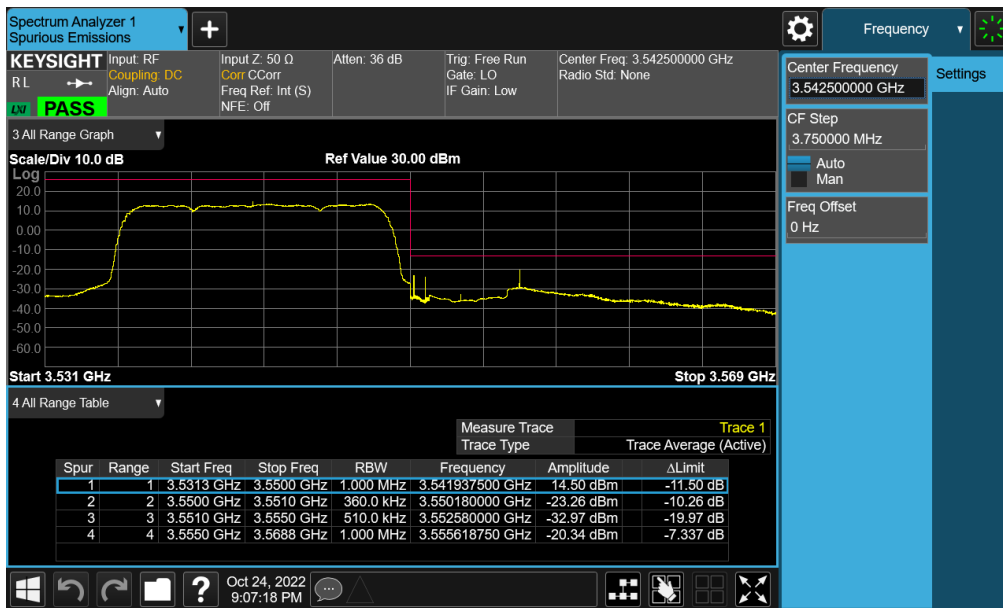 Spectrum Analyzer 1
Spurious Emissions
Frequency
KEYSIGHT Input: RF Input Z: 50 Ω Atten: 36 dB Trig: Free Run Center Freq: 3.542500000 GHz
R L Coupling: DC Corr CCorr Gate: LO Radio Std: None
Align: Auto Freq Ref: Int (S) IF Gain: Low
LXI PASS NFE: Off
3 All Range Graph
Scale/Div 10.0 dB Ref Value 30.00 dBm
Log
20.0
10.0
0.00
-10.0
-20.0
-30.0
-40.0
-50.0
-60.0
Start 3.531 GHz Stop 3.569 GHz
4 All Range Table
Measure Trace Trace 1
Trace Type Trace Average (Active)
Spur Range Start Freq Stop Freq RBW Frequency Amplitude ΔLimit
1 1 3.5313 GHz 3.5500 GHz 1.000 MHz 3.541937500 GHz 14.50 dBm -11.50 dB
2 2 3.5500 GHz 3.5510 GHz 360.0 kHz 3.550180000 GHz -23.26 dBm -10.26 dB
3 3 3.5510 GHz 3.5550 GHz 510.0 kHz 3.552580000 GHz -32.97 dBm -19.97 dB
4 4 3.5550 GHz 3.5688 GHz 1.000 MHz 3.555618750 GHz -20.34 dBm -7.337 dB
Center Frequency
3.542500000 GHz
Settings
CF Step
3.750000 MHz
Auto
Man
Freq Offset
0 Hz
?
Oct 24, 2022
9:07:18 PM